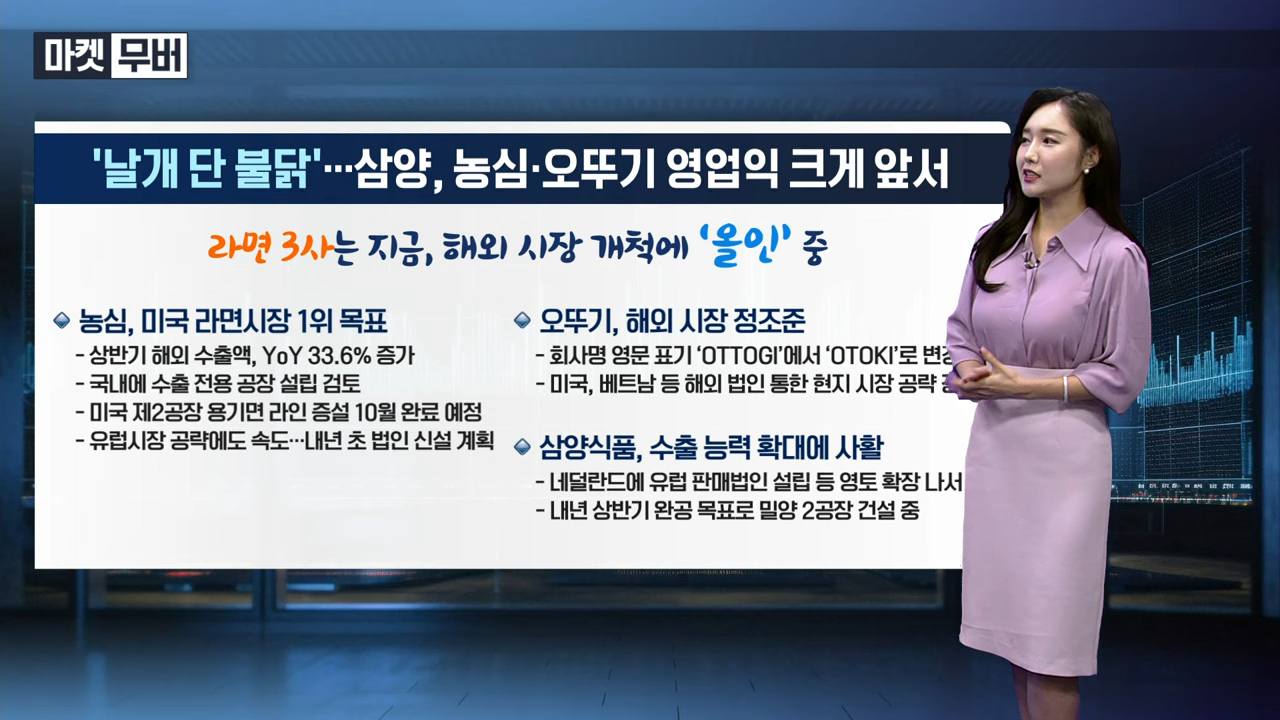 마켓 무버
'날개 단 불닭'…삼양, 농심·오뚜기 영업익 크게 앞서
라면 3사는 지금, 해외 시장 개척에 '올인' 중
농심, 미국 라면시장 1위 목표
- 상반기 해외 수출액, YoY 33.6% 증가
- 국내에 수출 전용 공장 설립 검토
- 미국 제2공장 용기면 라인 증설 10월 완료 예정
- 유럽시장 공략에도 속도…내년 초 법인 신설 계획
오뚜기, 해외 시장 정조준
- 회사명 영문 표기 'OTTOGI'에서 'OTOKI'로
- 미국, 베트남 등 해외 법인 통한 현지 시장 공략
삼양식품, 수출 능력 확대에 사활
- 네덜란드에 유럽 판매법인 설립 등 영토 확장 나서
- 내년 상반기 완공 목표로 밀양 2공장 건설 중